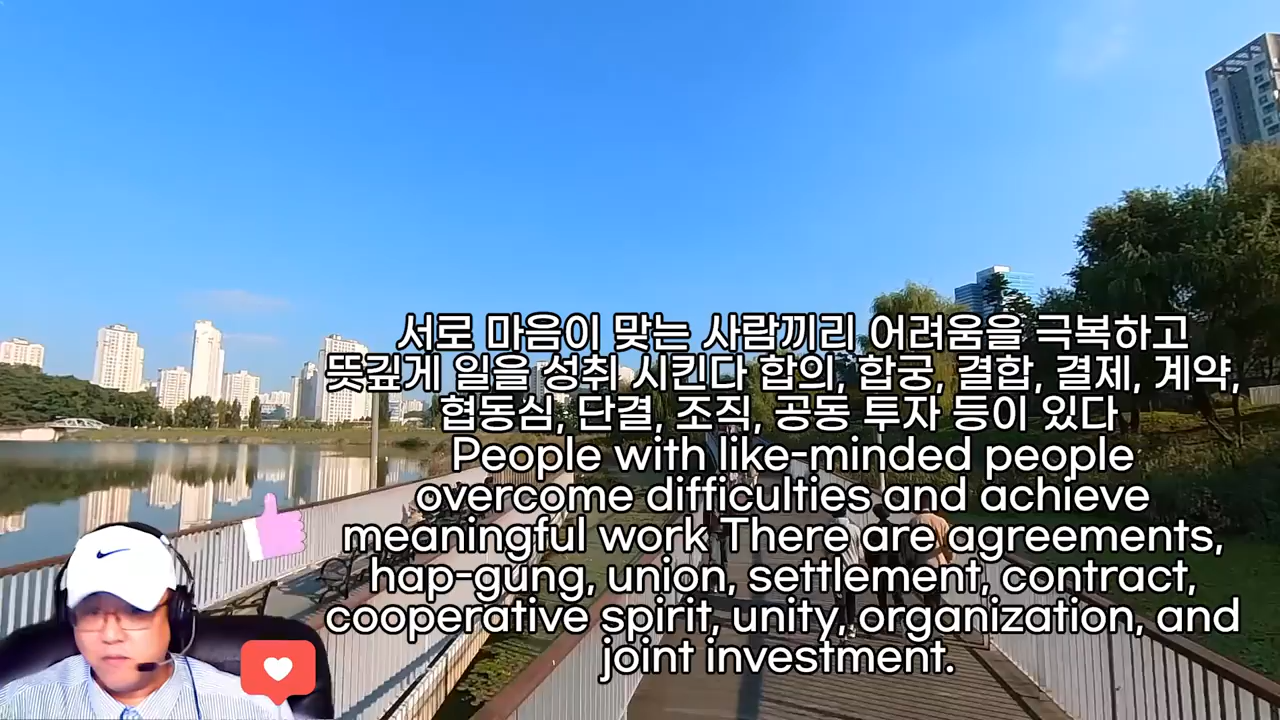 서로 마음이 맞는 사람끼리 어려움을 극복하고
뜻깊게 일을 성취 시킨다 합의, 합궁, 결합, 결제, 계약,
협동심, 단결, 조직, 공동 투자 등이 있다
People with like-minded people
overcome difficulties and achieve
meaningful work There are agreements,
hap-gung, union, settlement, contract,
cooperative spirit, unity, organization, and
joint investment.